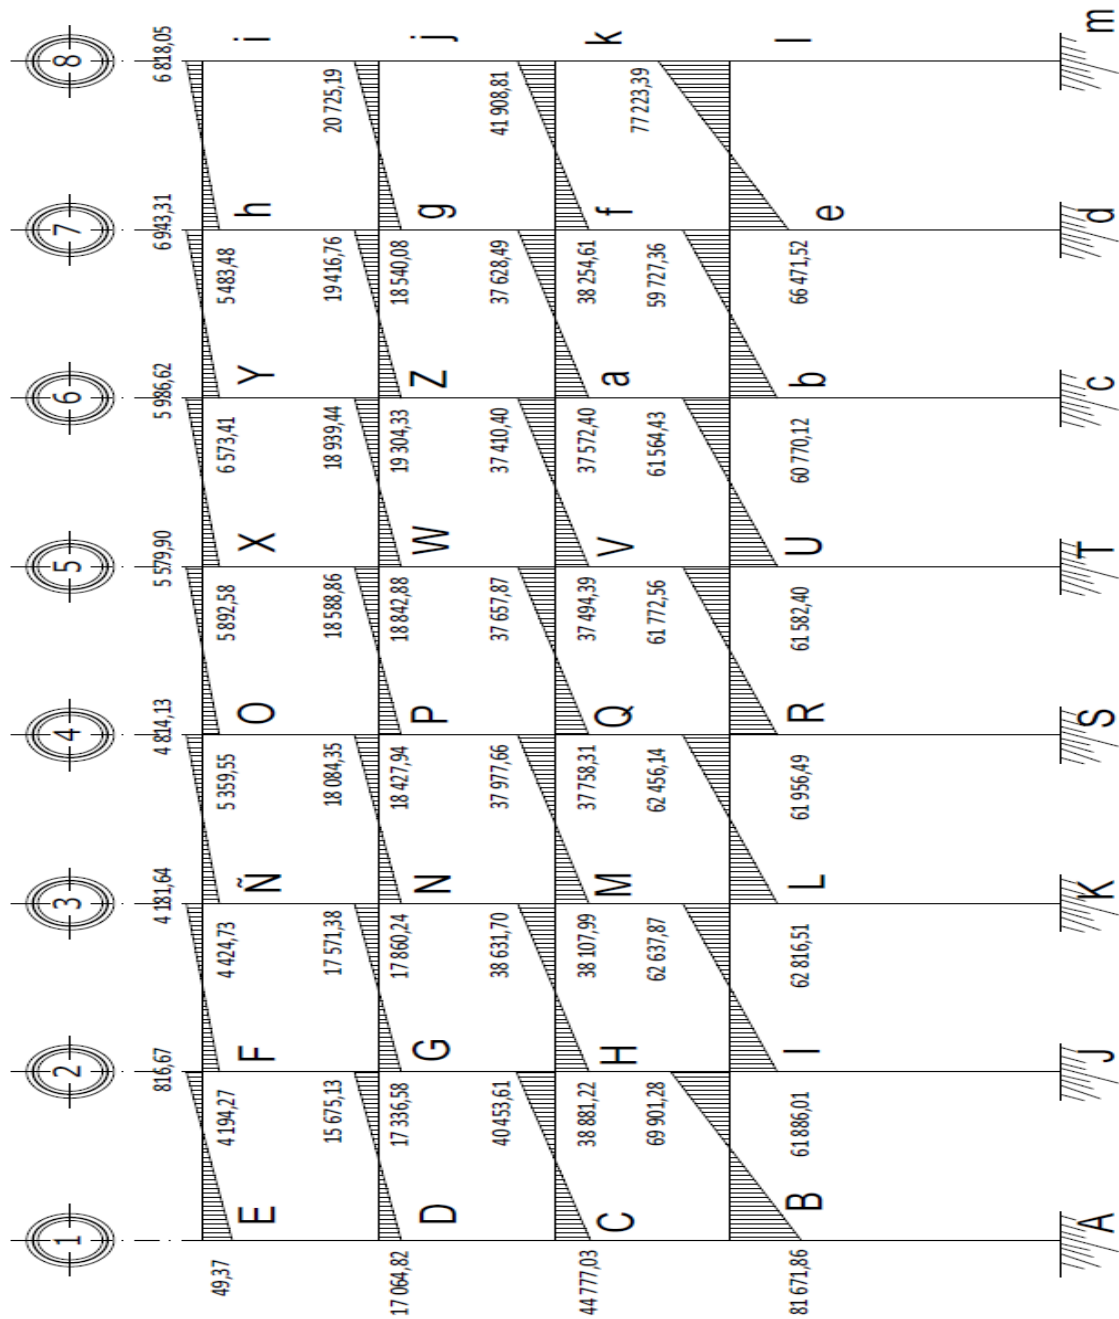 8
7
6
5
4
3
2
1
6 818,05
6 943,31
5 986,62
5 579,90
4 814,13
4 181,64
816,67
49,37
i
h
Y
X
O
Ñ
F
E
5 483,48
6 573,41
5 892,58
5 359,55
4 424,73
4 194,27
20 725,19
19 416,76
18 939,44
18 588,86
18 084,35
17 571,38
15 675,13
17 064,82
j
g
Z
W
P
N
G
D
18 540,08
19 304,33
18 842,88
18 427,94
17 860,24
17 336,58
41 908,81
37 628,49
37 410,40
37 657,87
37 977,66
38 631,70
40 453,61
44 777,03
k
f
a
V
Q
M
H
C
38 254,61
37 572,40
37 494,39
37 758,31
38 107,99
38 881,22
77 223,39
59 727,36
61 564,43
61 772,56
62 456,14
62 637,87
69 901,28
81 671,86
l
e
b
U
R
L
I
B
66 471,52
60 770,12
61 582,40
61 956,49
62 816,51
61 886,01
m
d
c
T
S
K
J
A